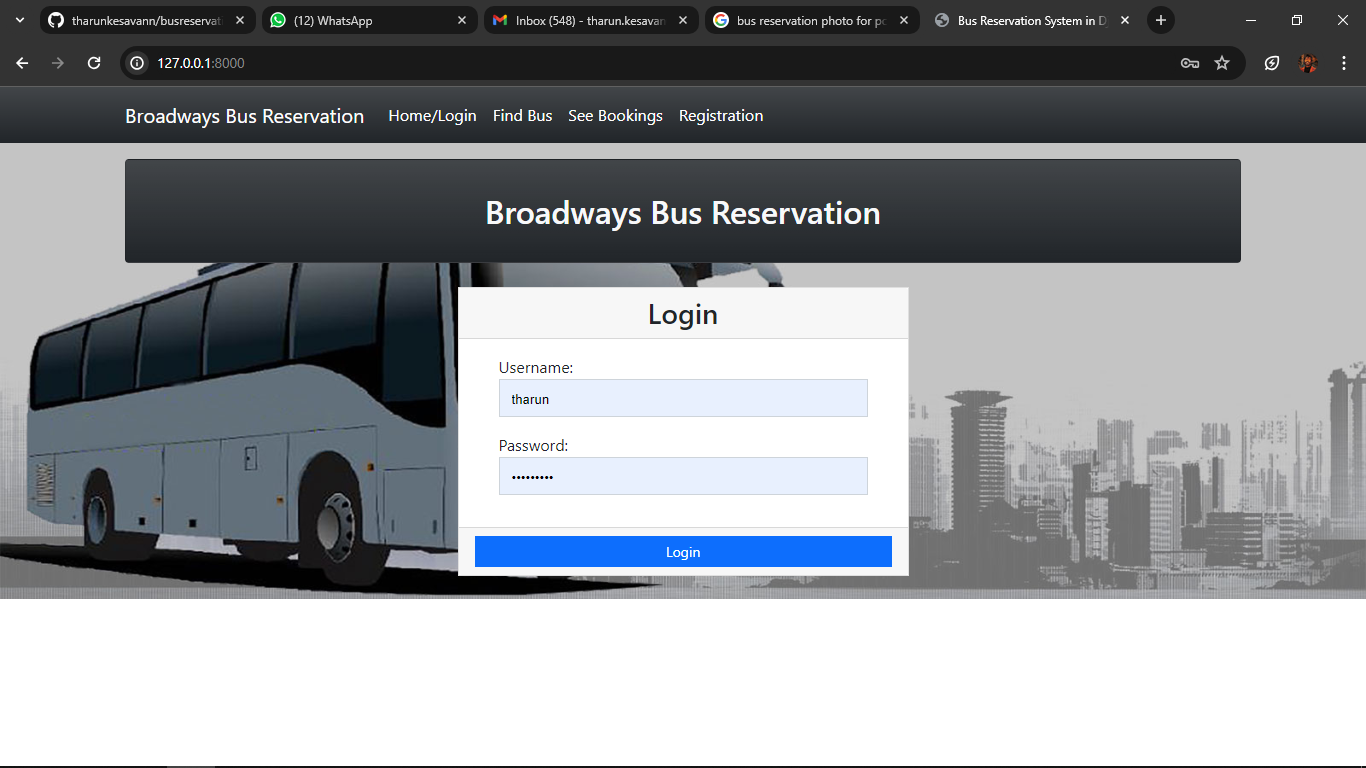 tharunkesavann/busreservati
(12) WhatsApp
Inbox (548) - tharun.kesavan
bus reservation photo for pc
Bus Reservation System in D
127.0.0.1:8000
Broadways Bus Reservation Home/Login Find Bus See Bookings Registration
Broadways Bus Reservation
Login
Username:
tharun
Password:
•••••••••
Login